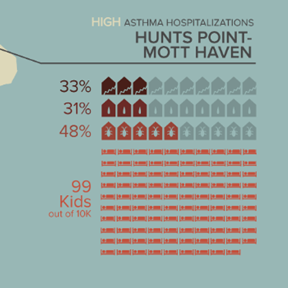 HIGH ASTHMA HOSPITALIZATIONS
HUNTS POINT-
MOTT HAVEN
33%
31%
48%
99
Kids
out of 10K